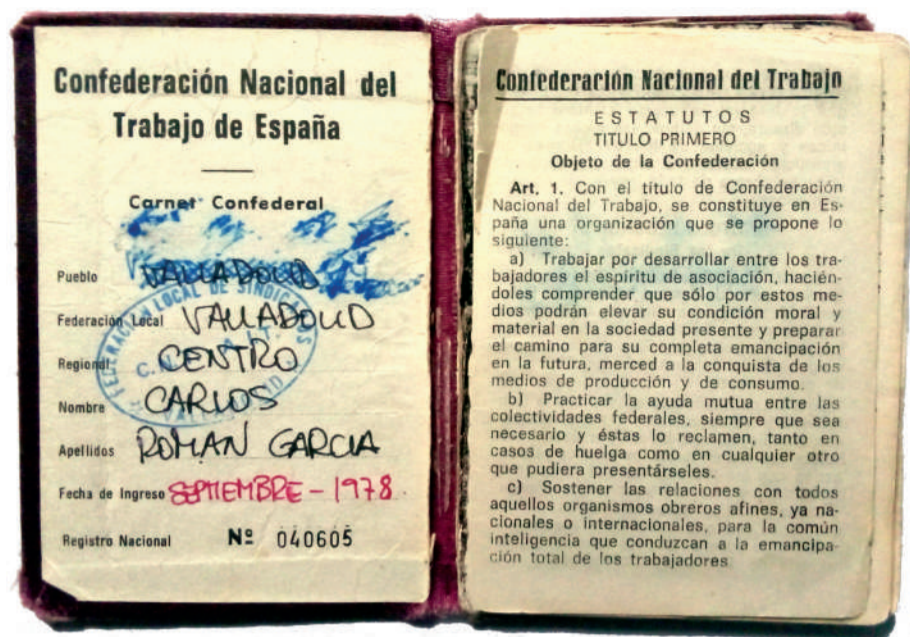 Confederación Nacional del
Trabajo de España
Carnet Confederal
Pueblo VALLADOLID
Federación Local VALLADOLID
Regional CENTRO
Nombre CARLOS
Apellidos ROMAN GARCIA
Fecha de Ingreso SEPTIEMBRE - 1978
Registro Nacional Nº 040605
FEDERACIÓN LOCAL DE SINDICATOS
Confederación Nacional del Trabajo
ESTATUTOS
TITULO PRIMERO
Objeto de la Confederación
Art. 1. Con el título de Confederación
Nacional del Trabajo, se constituye en Es-
paña una organización que se propone lo
siguiente:
a) Trabajar por desarrollar entre los tra-
bajadores el espíritu de asociación, hacién-
doles comprender que sólo por estos me-
dios podrán elevar su condición moral y
material en la sociedad presente y preparar
el camino para su completa emancipación
en la futura, merced a la conquista de los
medios de producción y de consumo.
b) Practicar la ayuda mutua entre las
colectividades federales, siempre que sea
necesario y éstas lo reclamen, tanto en
casos de huelga como en cualquier otro
que pudiera presentárseles.
c) Sostener las relaciones con todos
aquellos organismos obreros afines, ya na-
cionales o internacionales, para la común
inteligencia que conduzcan a la emancipa-
ción total de los trabajadores